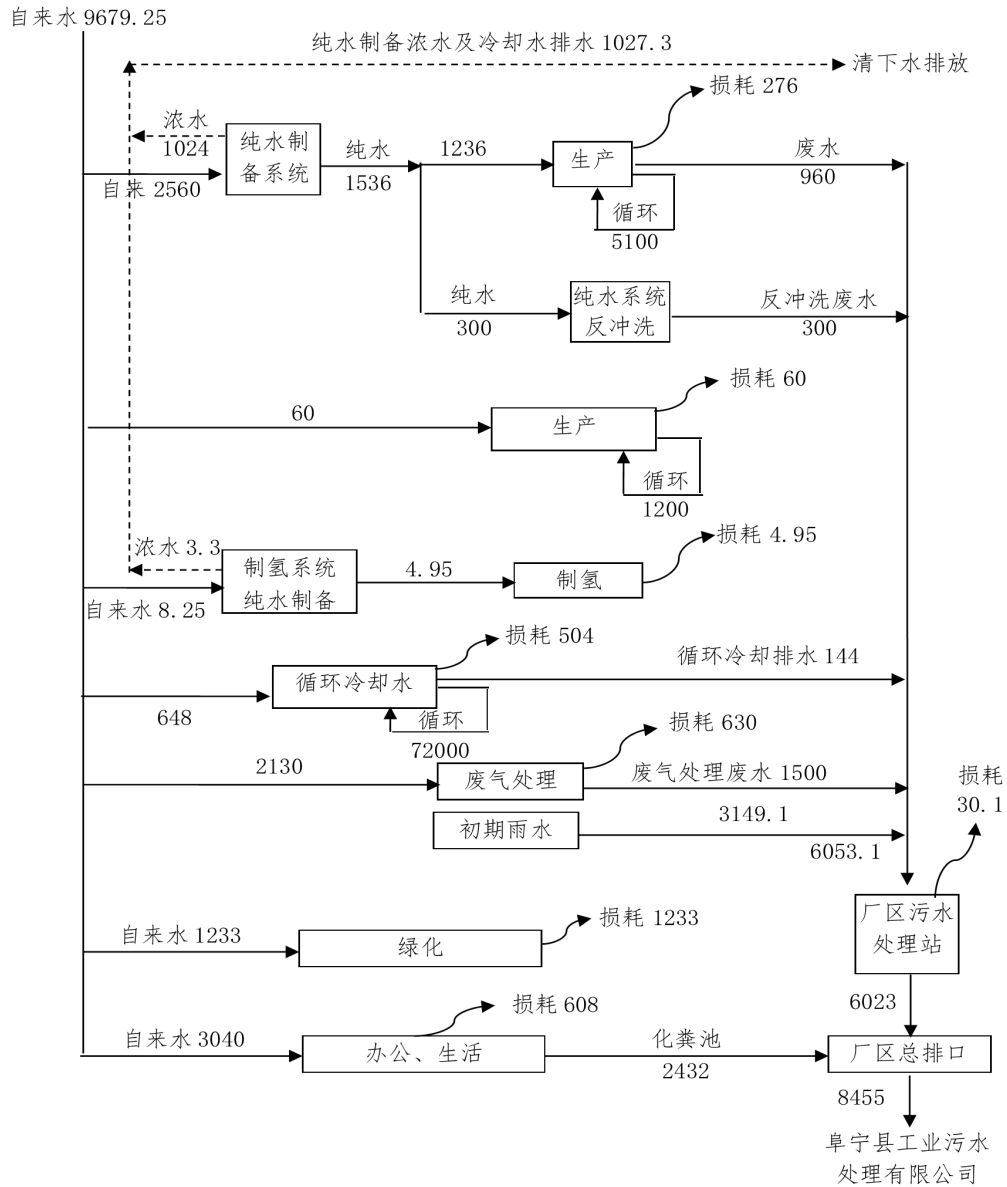 自来水 9679.25
纯水制备浓水及冷却水排水 1027.3
清下水排放
损耗 276
浓水
1024
纯水制
备系统
纯水
1536
1236
生产
废水
960
自来 2560
循环
5100
纯水
300
纯水系统
反冲洗
反冲洗废水
300
损耗 60
60
生产
循环
1200
浓水 3.3
损耗 4.95
制氢系统
纯水制备
4.95
制氢
自来水 8.25
损耗 504
循环冷却排水 144
循环冷却水
648
循环
72000
损耗 630
2130
废气处理
废气处理废水 1500
损耗
30.1
初期雨水
3149.1
6053.1
厂区污水
处理站
损耗 1233
自来水 1233
绿化
6023
损耗 608
自来水 3040
办公、生活
化粪池
2432
厂区总排口
8455
阜宁县工业污水
处理有限公司